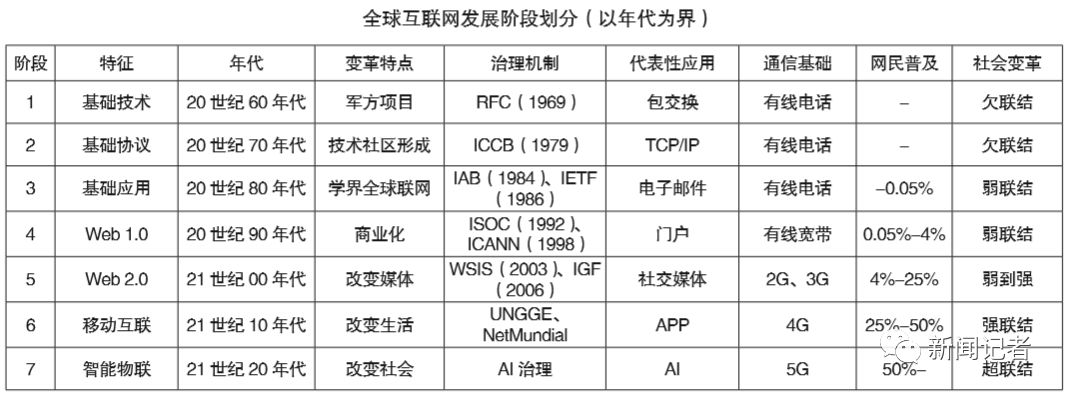 全球互联网发展阶段划分（以年代为界）
阶段 特征 年代 变革特点 治理机制 代表性应用 通信基础 网民普及 社会变革
1 基础技术 20 世纪 60 年代 军方项目 RFC（1969） 包交换 有线电话 – 欠联结
2 基础协议 20 世纪 70 年代 技术社区形成 ICCB（1979） TCP/IP 有线电话 – 欠联结
3 基础应用 20 世纪 80 年代 学界全球联网 IAB（1984）、IETF（1986） 电子邮件 有线电话 –0.05% 弱联结
4 Web 1.0 20 世纪 90 年代 商业化 ISOC（1992）、ICANN（1998） 门户 有线宽带 0.05%–4% 弱联结
5 Web 2.0 21 世纪 00 年代 改变媒体 WSIS（2003）、IGF（2006） 社交媒体 2G、3G 4%–25% 弱到强
6 移动互联 21 世纪 10 年代 改变生活 UNGGE、NetMundial APP 4G 25%–50% 强联结
7 智能物联 21 世纪 20 年代 改变社会 AI 治理 AI 5G 50%– 超联结
新闻记者